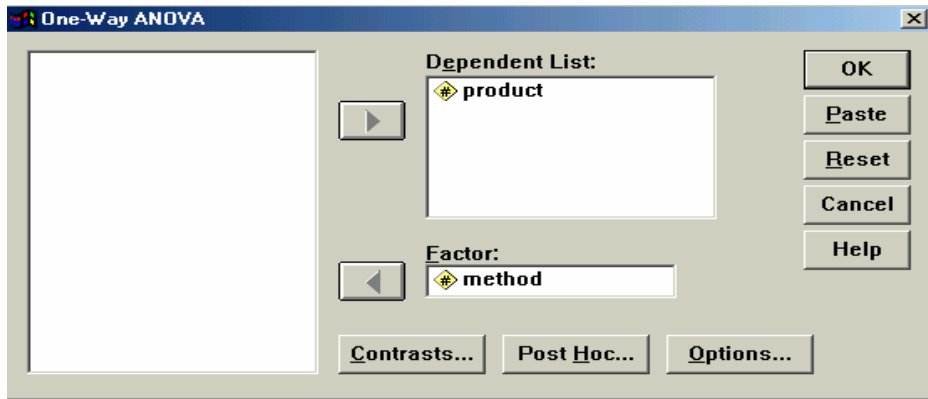 One-Way ANOVA
Dependent List:
product
Factor:
method
OK
Paste
Reset
Cancel
Help
Contrasts...
Post Hoc...
Options...